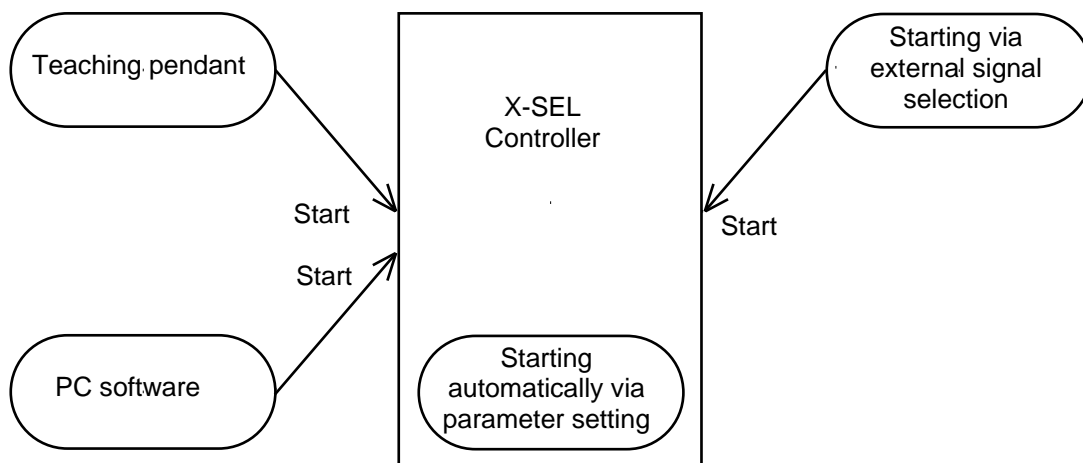 Teaching pendant
X-SEL
Controller
Starting via
external signal
selection
Start
Start
Start
PC software
Starting
automatically via
parameter setting